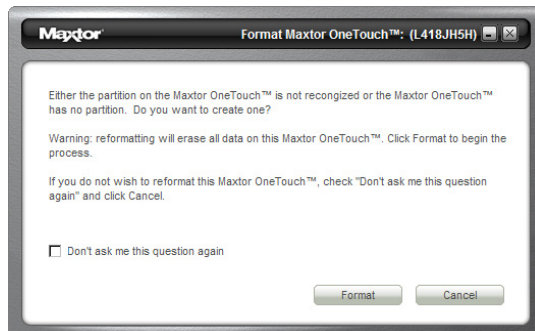 Maxtor Format Maxtor OneTouch™: (L418JH5H)
Either the partition on the Maxtor OneTouch™ is not recongized or the Maxtor OneTouch™
has no partition. Do you want to create one?
Warning: reformatting will erase all data on this Maxtor OneTouch™. Click Format to begin the
process.
If you do not wish to reformat this Maxtor OneTouch™, check "Don't ask me this question
again" and click Cancel.
Don't ask me this question again
Format Cancel